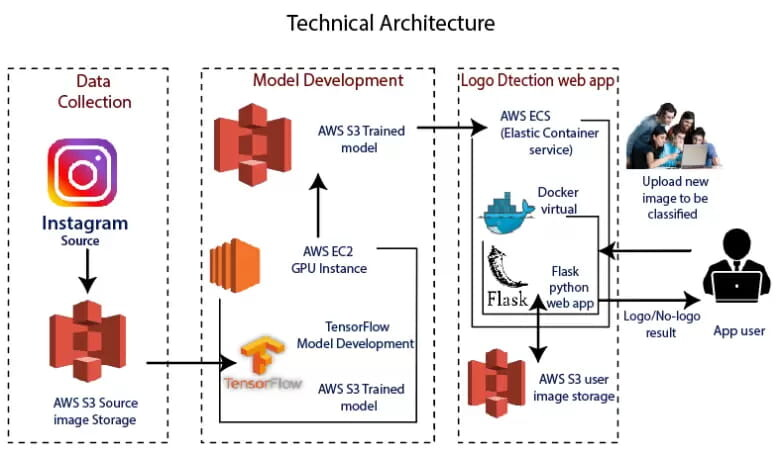 Technical Architecture
Data
Collection
Instagram
Source
AWS S3 Source
image Storage
Model Development
AWS S3 Trained
model
AWS EC2
GPU Instance
TensorFlow
Model Development
TensorFlow
AWS S3 Trained
model
Logo Dtection web app
AWS ECS
(Elastic Container
service)
Docker
virtual
Flask
Flask
python
web app
AWS S3 user
image storage
Upload new
image to be
classified
Logo/No-logo
result
App user